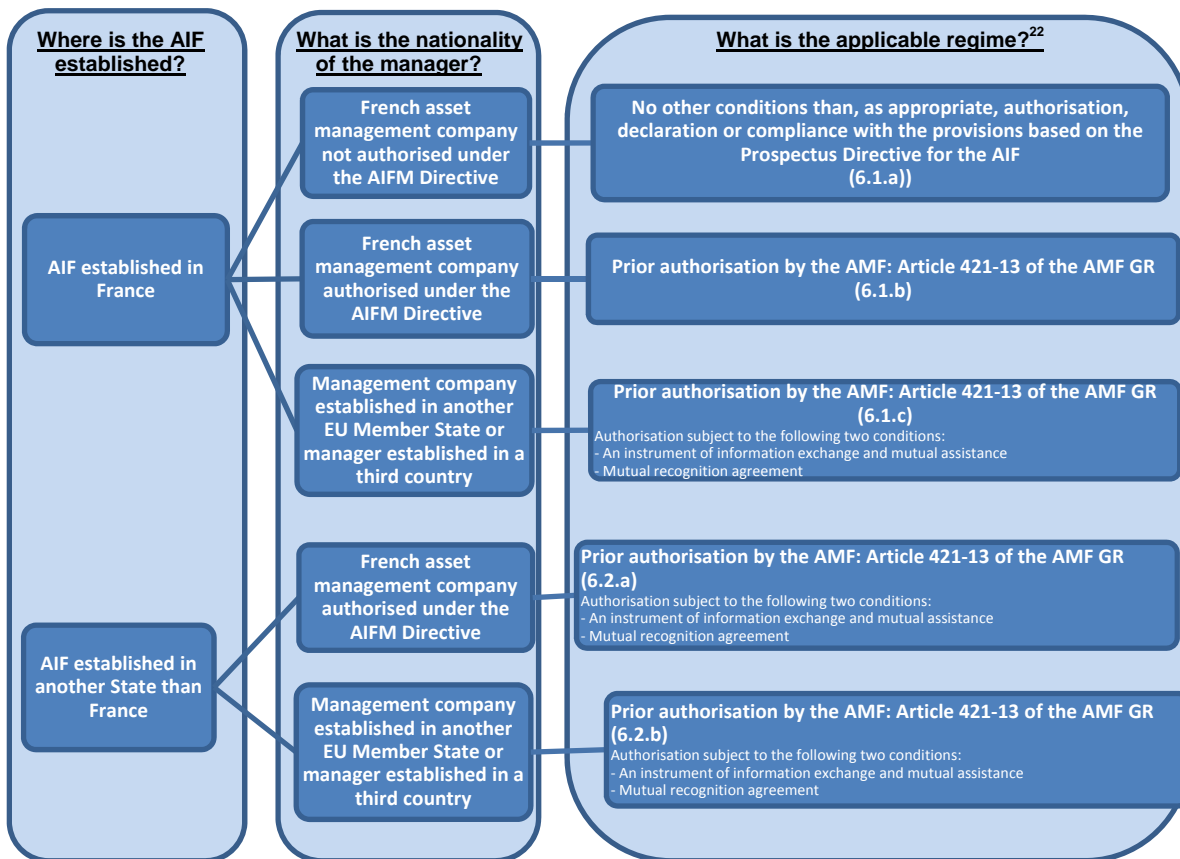 Where is the AIF
established?
What is the nationality
of the manager?
What is the applicable regime?22
AIF established in
France
French asset
management company
not authorised under
the AIFM Directive
No other conditions than, as appropriate, authorisation,
declaration or compliance with the provisions based on the
Prospectus Directive for the AIF
(6.1.a))
French asset
management company
authorised under the
AIFM Directive
Prior authorisation by the AMF: Article 421-13 of the AMF GR
(6.1.b)
Management company
established in another
EU Member State or
manager established in a
third country
Prior authorisation by the AMF: Article 421-13 of the AMF GR
(6.1.c)
Authorisation subject to the following two conditions:
- An instrument of information exchange and mutual assistance
- Mutual recognition agreement
AIF established in
another State than
France
French asset
management company
authorised under the
AIFM Directive
Prior authorisation by the AMF: Article 421-13 of the AMF GR
(6.2.a)
Authorisation subject to the following two conditions:
- An instrument of information exchange and mutual assistance
- Mutual recognition agreement
Management company
established in another
EU Member State or
manager established in a
third country
Prior authorisation by the AMF: Article 421-13 of the AMF GR
(6.2.b)
Authorisation subject to the following two conditions:
- An instrument of information exchange and mutual assistance
- Mutual recognition agreement